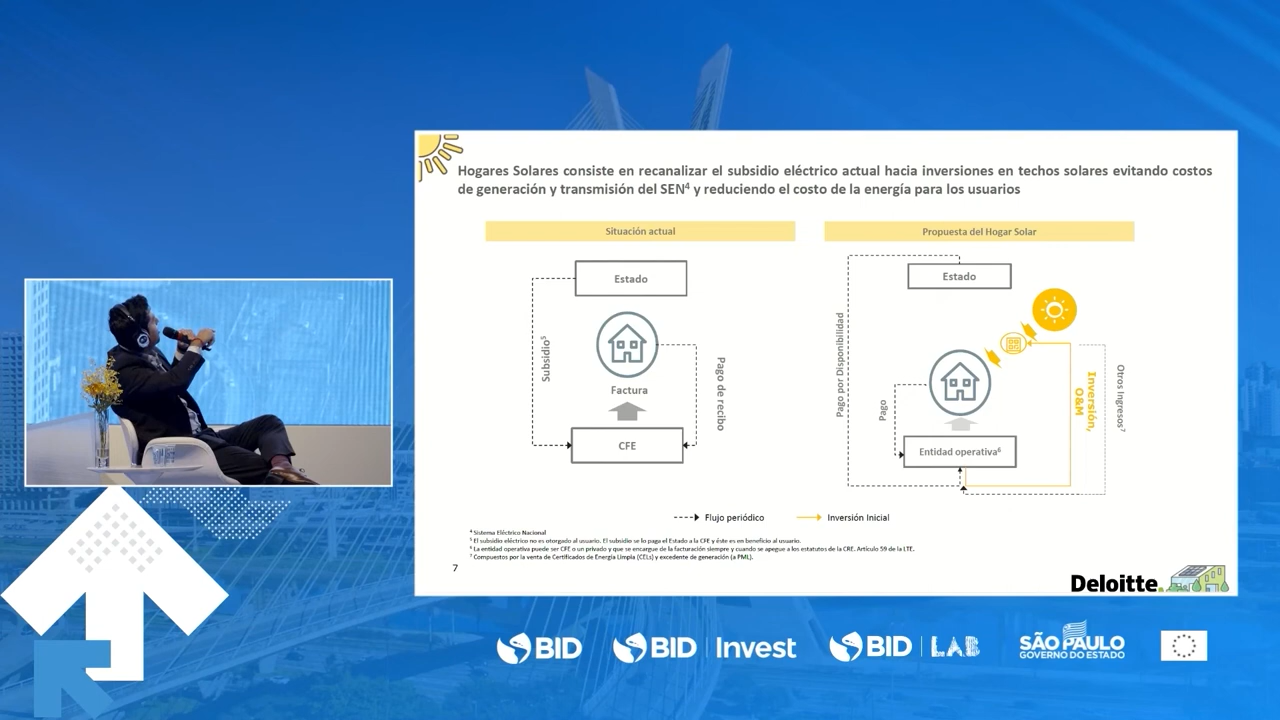 Hogares Solares consiste en recanalizar el subsidio eléctrico actual hacia inversiones en techos solares evitando costos
de generación y transmisión del SEN⁴ y reduciendo el costo de la energía para los usuarios
Situación actual
Estado
Subsidio⁵
Factura
Pago de recibo
CFE
Propuesta del Hogar Solar
Estado
Pago por Disponibilidad
Pago
Entidad operativa⁶
Inversión,
O&M
Otros Ingresos⁷
Flujo periódico
Inversión Inicial
⁴ Sistema Eléctrico Nacional
⁵ El subsidio eléctrico no es otorgado al usuario. El subsidio se lo paga el Estado a la CFE y éste es en beneficio al usuario.
⁶ La entidad operativa puede ser CFE o un privado y que se encargue de la facturación siempre y cuando se apegue a los estatutos de la CRE. Artículo 59 de la LTE.
⁷ Compuestos por la venta de Certificados de Energía Limpia (CELs) y excedente de generación (a PML).
7
Deloitte.
BID
BID Invest
BID LAB
SÃO PAULO
GOVERNO DO ESTADO